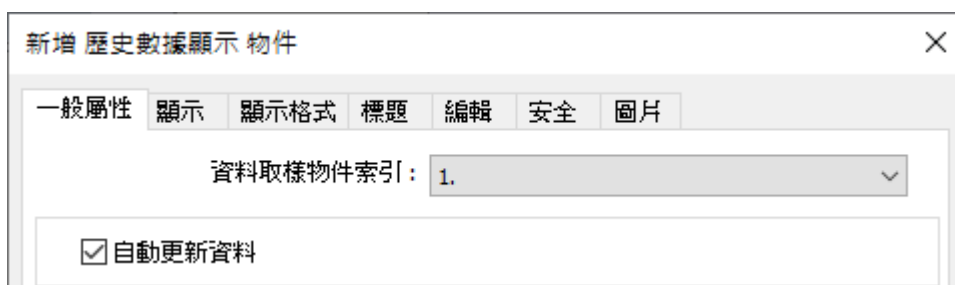 新增 歷史數據顯示 物件
一般屬性 顯示 顯示格式 標題 編輯 安全 圖片
資料取樣物件索引： 1.
自動更新資料